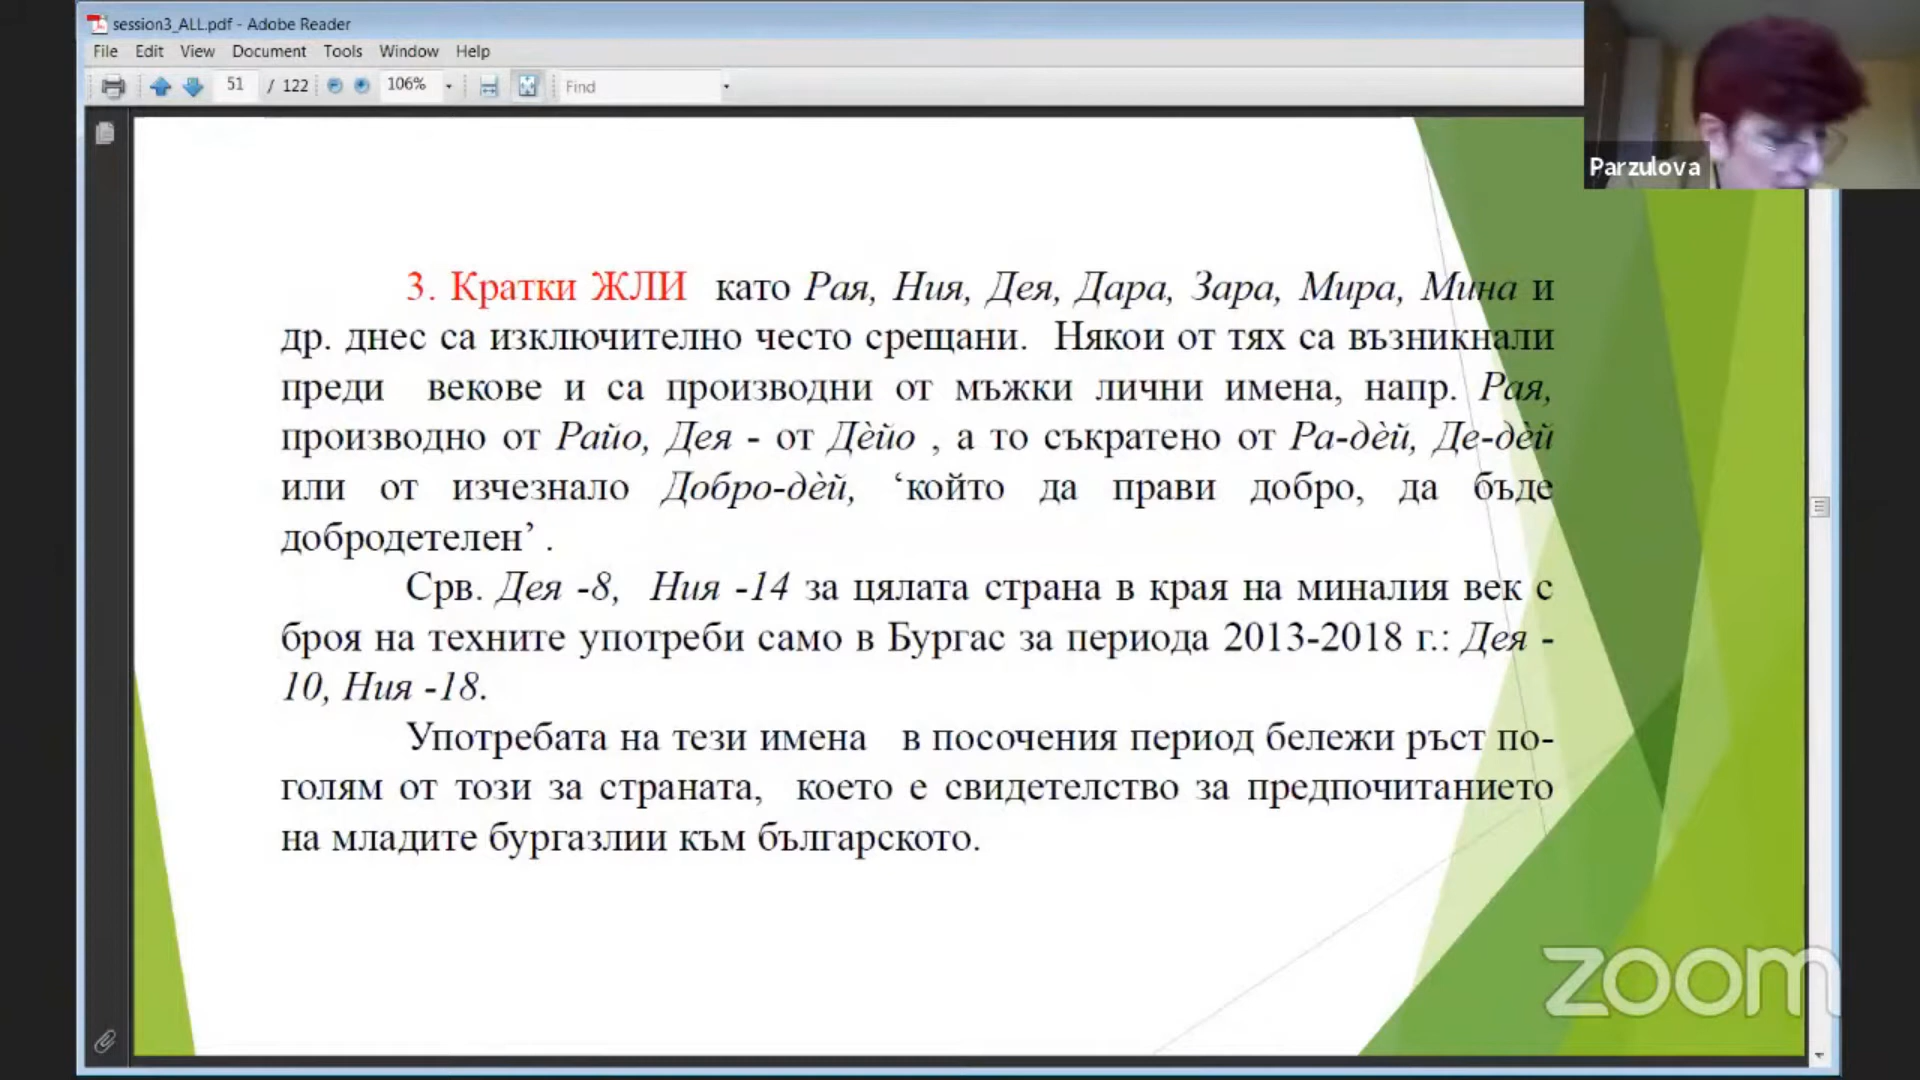 session3_ALL.pdf - Adobe Reader
File Edit View Document Tools Window Help
51 / 122 106% Find
Parzulova
3. Кратки ЖЛИ като Рая, Ния, Дея, Дара, Зара, Мира, Мина и
др. днес са изключително често срещани. Някои от тях са възникнали
преди векове и са производни от мъжки лични имена, напр. Рая,
производно от Райо, Дея - от Дѐйо , а то съкратено от Ра-дѐй, Де-дѐй
или от изчезнало Добро-дѐй, ‘който да прави добро, да бъде
добродетелен’ .
Срв. Дея -8, Ния -14 за цялата страна в края на миналия век с
броя на техните употреби само в Бургас за периода 2013-2018 г.: Дея -
10, Ния -18.
Употребата на тези имена в посочения период бележи ръст по-
голям от този за страната, което е свидетелство за предпочитанието
на младите бургазлии към българското.
zoom